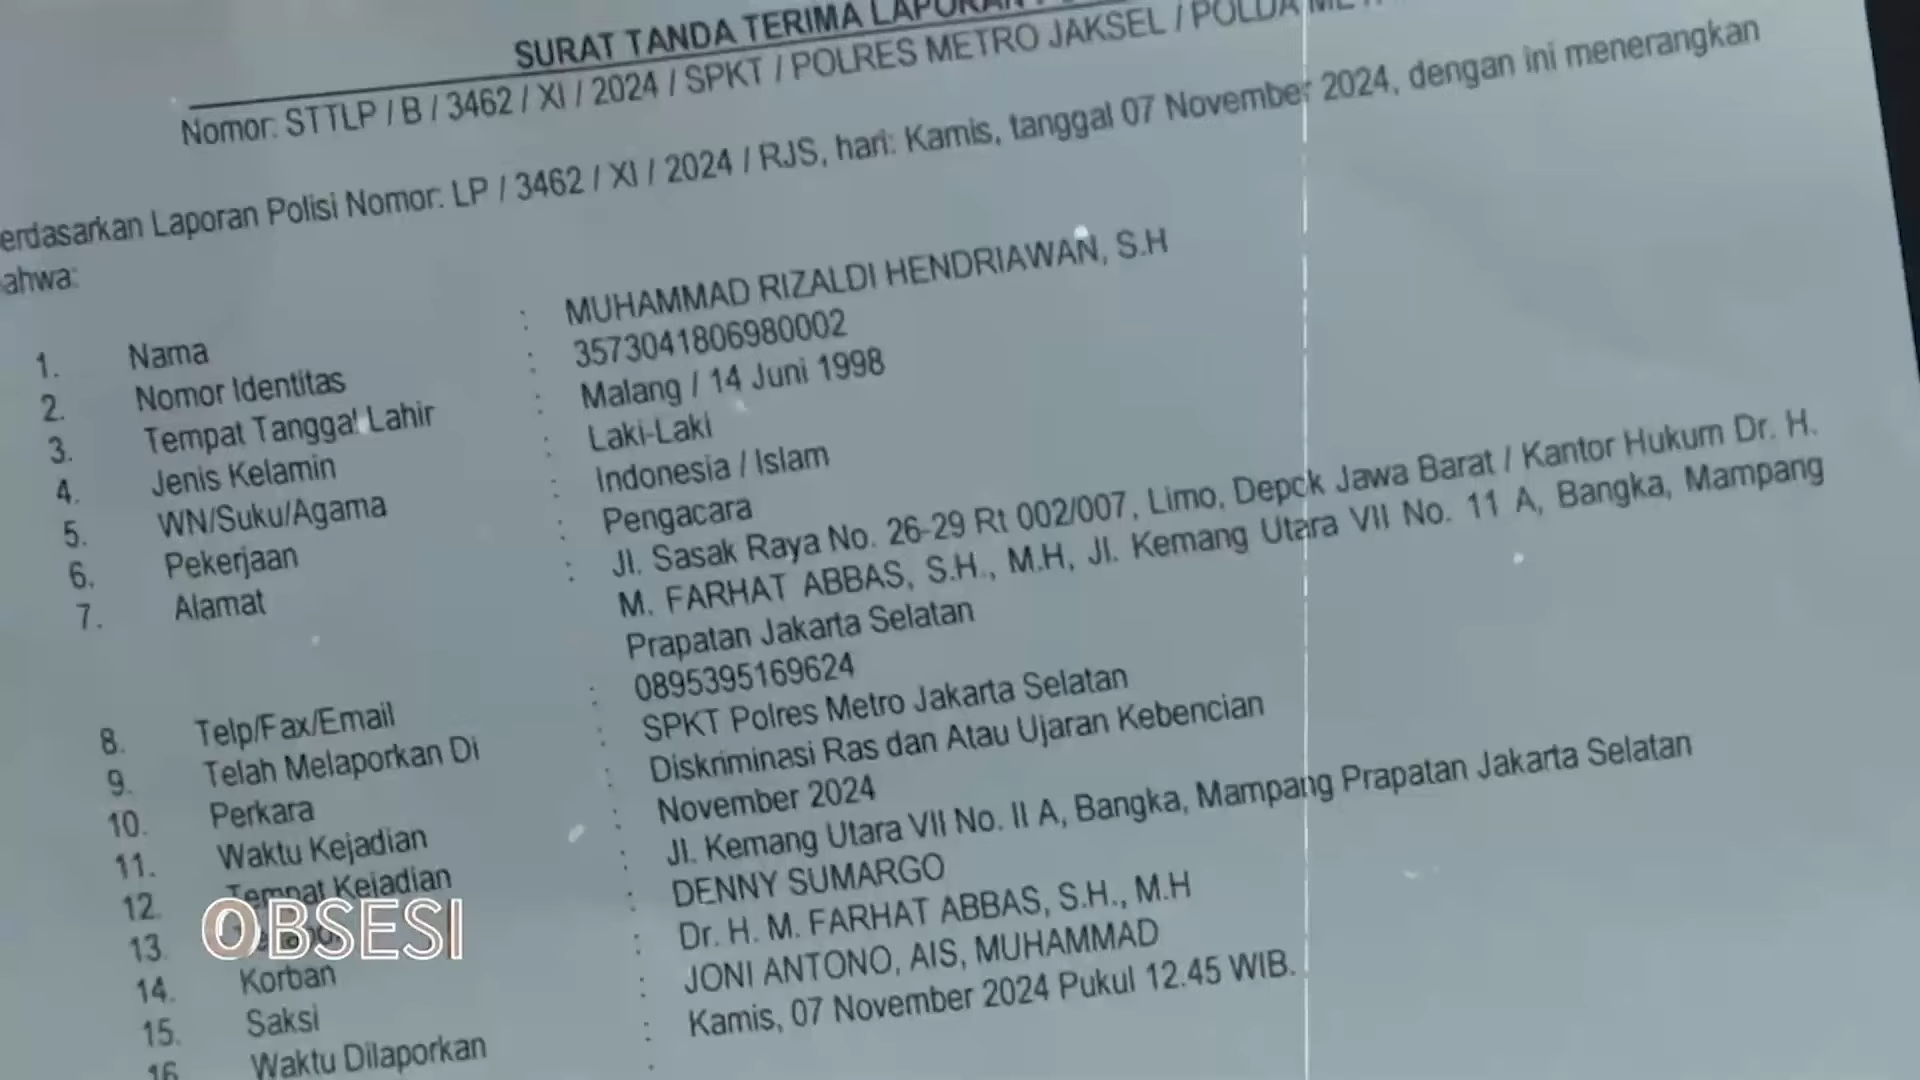 SURAT TANDA TERIMA LAPORAN
Nomor: STTLP / B / 3462 / XI / 2024 / SPKT / POLRES METRO JAKSEL / POLDA
erdasarkan Laporan Polisi Nomor: LP / 3462 / XI / 2024 / RJS, hari: Kamis, tanggal 07 November 2024, dengan ini menerangkan
ahwa:
1. Nama : MUHAMMAD RIZALDI HENDRIAWAN, S.H
2. Nomor Identitas : 3573041806980002
3. Tempat Tanggal Lahir : Malang / 14 Juni 1998
4. Jenis Kelamin : Laki-Laki
5. WN/Suku/Agama : Indonesia / Islam
6. Pekerjaan : Pengacara
7. Alamat : Jl. Sasak Raya No. 26-29 Rt 002/007, Limo, Depok Jawa Barat / Kantor Hukum Dr. H.
M. FARHAT ABBAS, S.H., M.H, Jl. Kemang Utara VII No. 11 A, Bangka, Mampang
Prapatan Jakarta Selatan
8. Telp/Fax/Email : 0895395169624
9. Telah Melaporkan Di : SPKT Polres Metro Jakarta Selatan
10. Perkara : Diskriminasi Ras dan Atau Ujaran Kebencian
11. Waktu Kejadian : November 2024
12. Tempat Kejadian : Jl. Kemang Utara VII No. II A, Bangka, Mampang Prapatan Jakarta Selatan
13. : DENNY SUMARGO
14. Korban : Dr. H. M. FARHAT ABBAS, S.H., M.H
15. Saksi : JONI ANTONO, AIS, MUHAMMAD
16. Waktu Dilaporkan : Kamis, 07 November 2024 Pukul 12.45 WIB.
OBSESI